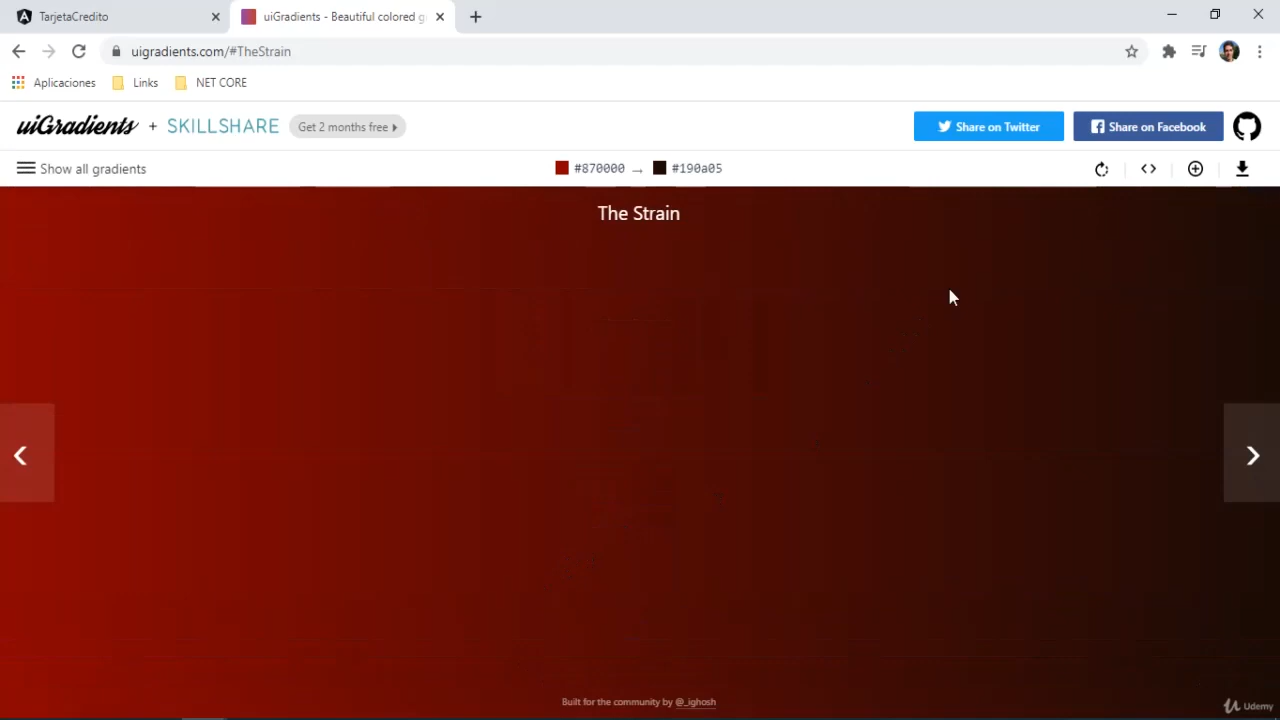 TarjetaCredito
uiGradients - Beautiful colored g
uigradients.com/#TheStrain
Aplicaciones
Links
NET CORE
uiGradients + SKILLSHARE
Get 2 months free
Share on Twitter
Share on Facebook
Show all gradients
#870000 → #190a05
The Strain
Built for the community by @_ighosh
Udemy